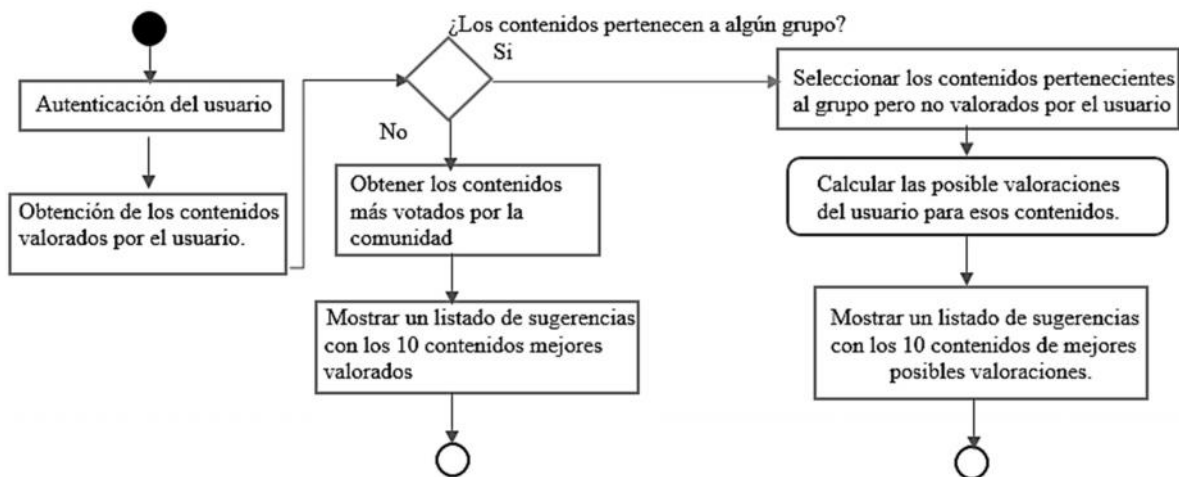 ¿Los contenidos pertenecen a algún grupo?
Si
No
Autenticación del usuario
Obtención de los contenidos
valorados por el usuario.
Obtener los contenidos
más votados por la
comunidad
Mostrar un listado de sugerencias
con los 10 contenidos mejores
valorados
Seleccionar los contenidos pertenecientes
al grupo pero no valorados por el usuario
Calcular las posible valoraciones
del usuario para esos contenidos.
Mostrar un listado de sugerencias
con los 10 contenidos de mejores
posibles valoraciones.